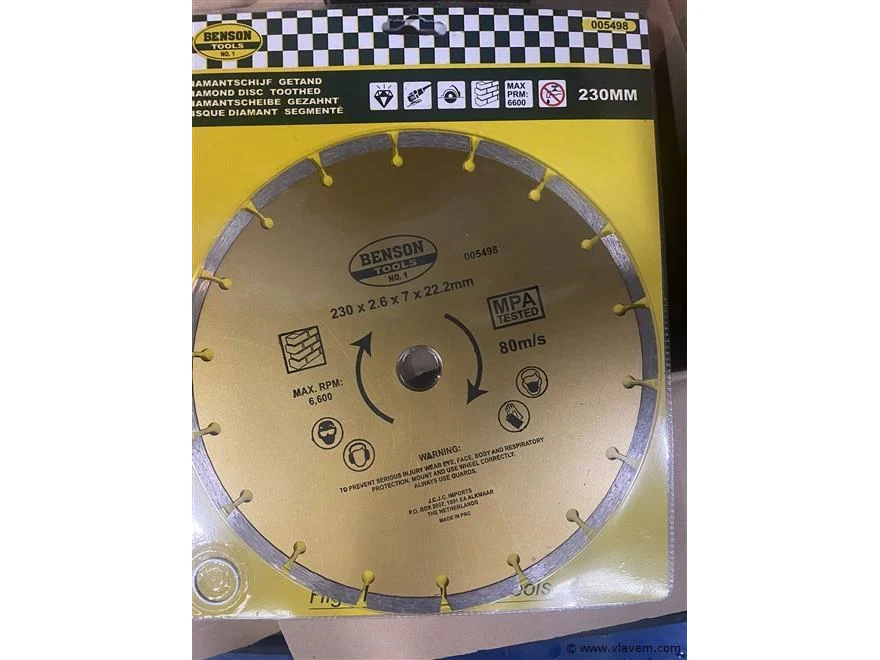 BENSON
TOOLS
NO. 1
005498
IAMANTSCHIJF GETAND
IAMOND DISC TOOTHED
IAMANTSCHEIBE GEZAHNT
ISQUE DIAMANT SEGMENTÉ
MAX
PRM:
6600
230MM
BENSON
TOOLS
NO. 1
005498
230 x 2.6 x 7 x 22.2mm
MPA
TESTED
80m/s
MAX. RPM:
6,600
WARNING:
TO PREVENT SERIOUS INJURY WEAR EYE, FACE, BODY AND RESPIRATORY
PROTECTION. MOUNT AND USE WHEEL CORRECTLY.
ALWAYS USE GUARDS.
J.C.J.C. IMPORTS
P.O. BOX 2007, 1801 EA ALKMAAR
THE NETHERLANDS
MADE IN PRC
© www.vlavem.com